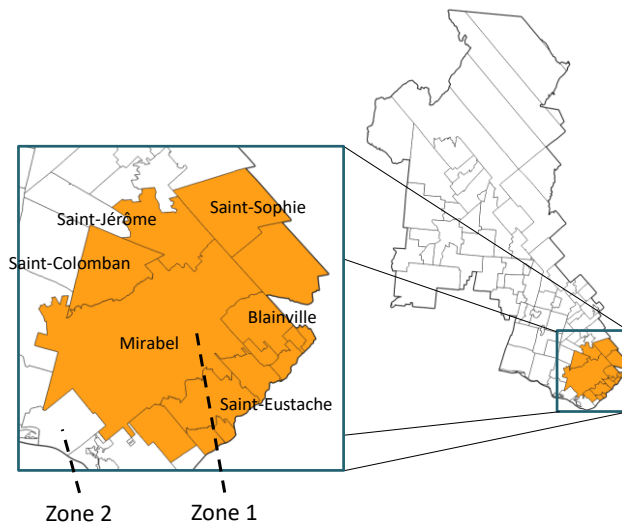 Saint-Sophie
Saint-Jérôme
Saint-Colomban
Blainville
Mirabel
Saint-Eustache
Zone 2
Zone 1